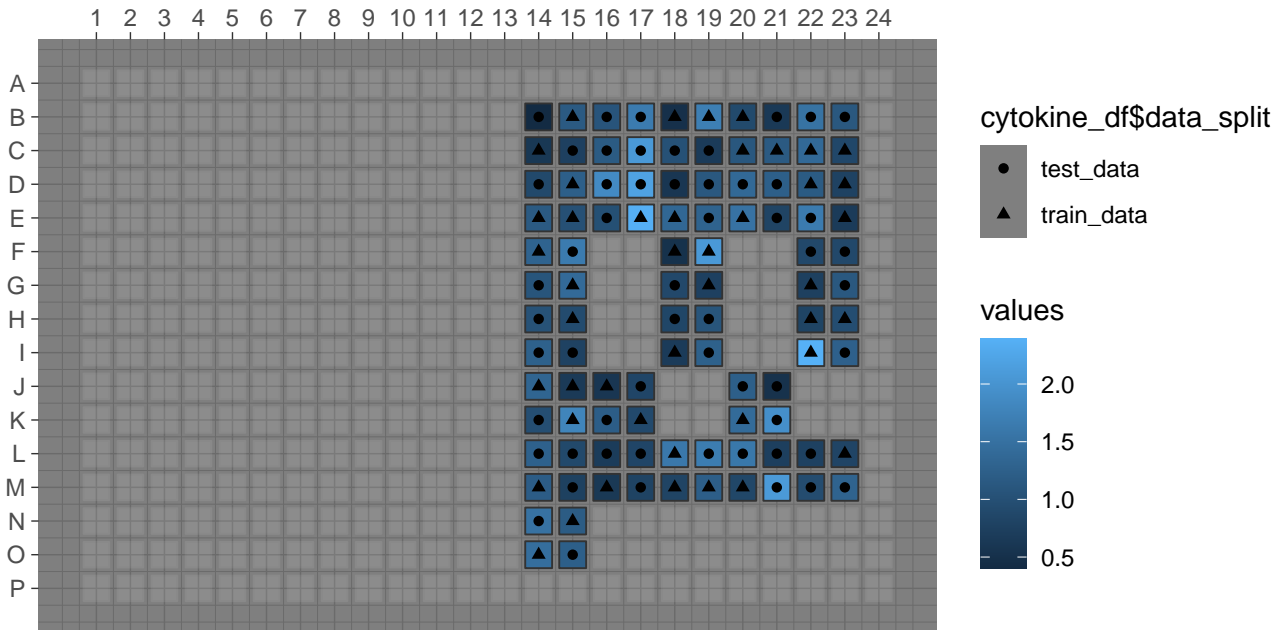 1 2 3 4 5 6 7 8 9 10 11 12 13 14 15 16 17 18 19 20 21 22 23 24
A
B
C
D
E
F
G
H
I
J
K
L
M
N
O
P
cytokine_df$data_split
test_data
train_data
values
2.0
1.5
1.0
0.5